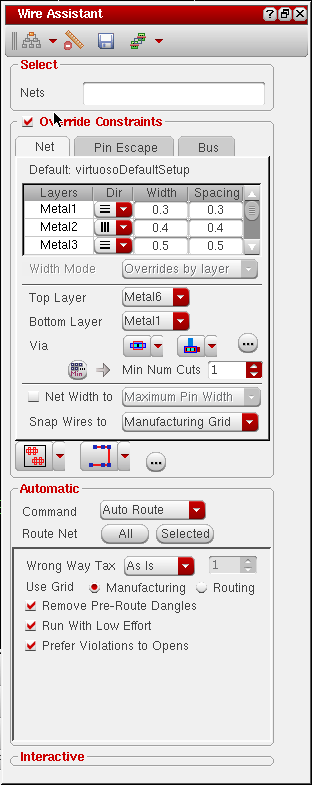 Wire Assistant
Select
Nets
Override Constraints
Net Pin Escape Bus
Default: virtuosoDefaultSetup
Layers Dir Width Spacing
Metal1 0.3 0.3
Metal2 0.4 0.4
Metal3 0.5 0.5
Width Mode Overrides by layer
Top Layer Metal6
Bottom Layer Metal1
Via
Min Min Num Cuts 1
Net Width to Maximum Pin Width
Snap Wires to Manufacturing Grid
Automatic
Command Auto Route
Route Net All Selected
Wrong Way Tax As Is 1
Use Grid Manufacturing Routing
Remove Pre-Route Dangles
Run With Low Effort
Prefer Violations to Opens
Interactive